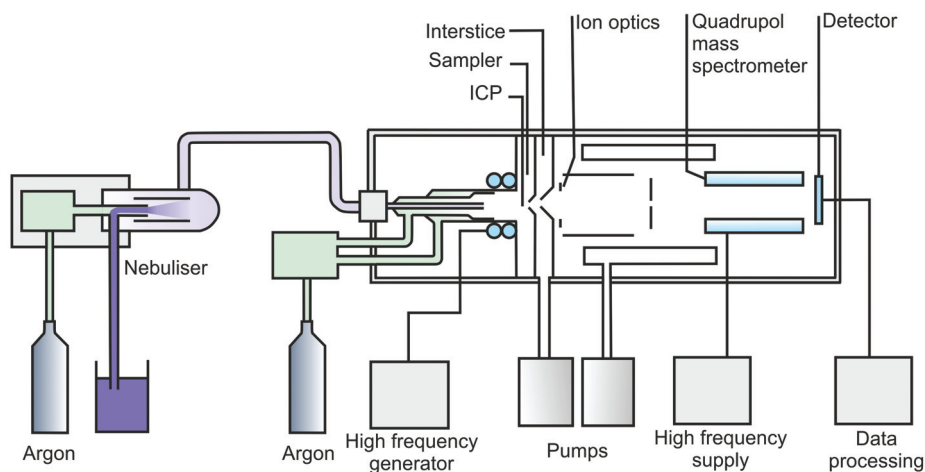 Interstice
Sampler
ICP
Ion optics
Quadrupol
mass
spectrometer
Detector
Nebuliser
Argon
Argon
High frequency
generator
Pumps
High frequency
supply
Data
processing